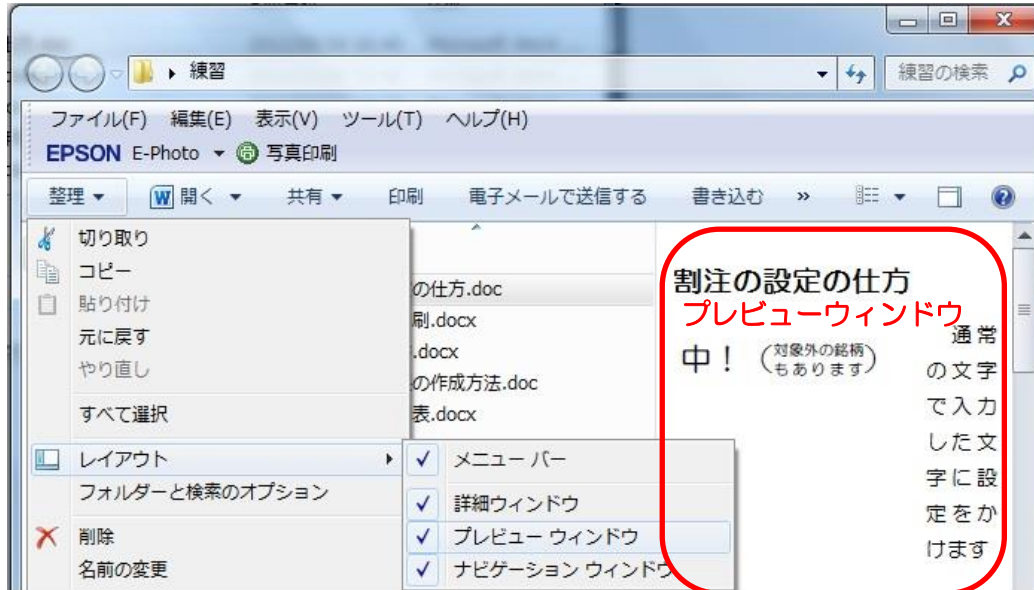 練習
練習の検索
ファイル(F) 編集(E) 表示(V) ツール(T) ヘルプ(H)
EPSON E-Photo 写真印刷
整理 開く 共有 印刷 電子メールで送信する 書き込む »
切り取り
コピー
貼り付け
元に戻す
やり直し
すべて選択
レイアウト
フォルダーと検索のオプション
削除
名前の変更
の仕方.doc
刷.docx
.docx
の作成方法.doc
表.docx
メニュー バー
詳細ウィンドウ
プレビュー ウィンドウ
ナビゲーション ウィンドウ
割注の設定の仕方
プレビューウィンドウ
中！(対象外の銘柄
もあります)
通常
の文字
で入力
した文
字に設
定をか
けます